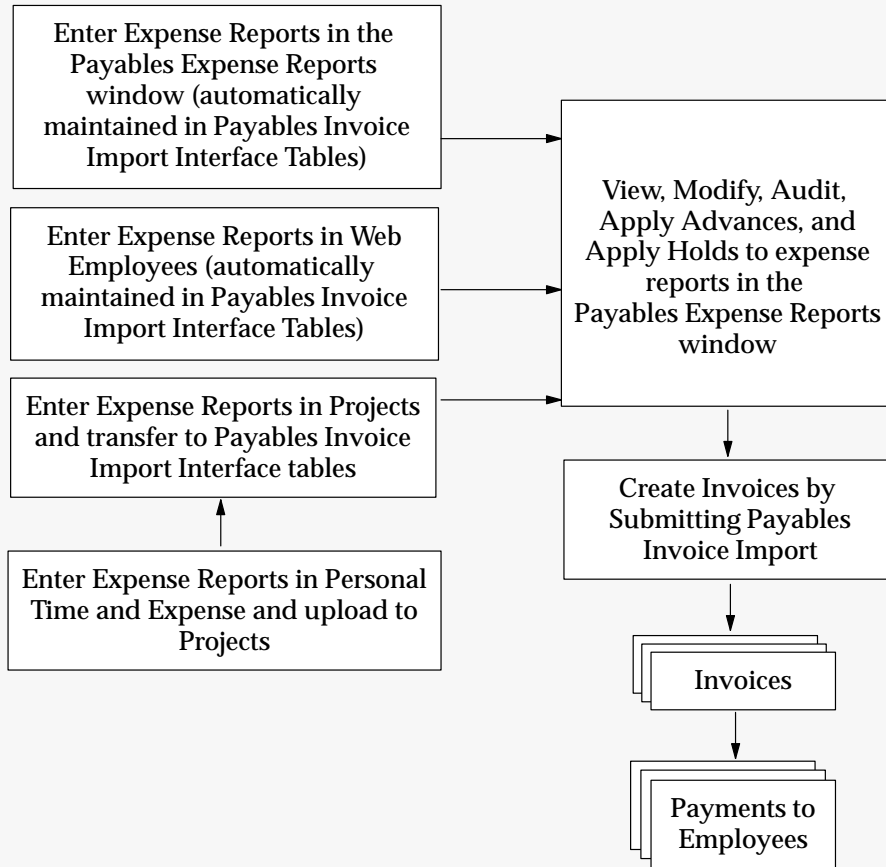 Enter Expense Reports in the
Payables Expense Reports
window (automatically
maintained in Payables Invoice
Import Interface Tables)
Enter Expense Reports in Web
Employees (automatically
maintained in Payables Invoice
Import Interface Tables)
Enter Expense Reports in Projects
and transfer to Payables Invoice
Import Interface tables
Enter Expense Reports in Personal
Time and Expense and upload to
Projects
View, Modify, Audit,
Apply Advances, and
Apply Holds to expense
reports in the
Payables Expense Reports
window
Create Invoices by
Submitting Payables
Invoice Import
Invoices
Payments to
Employees